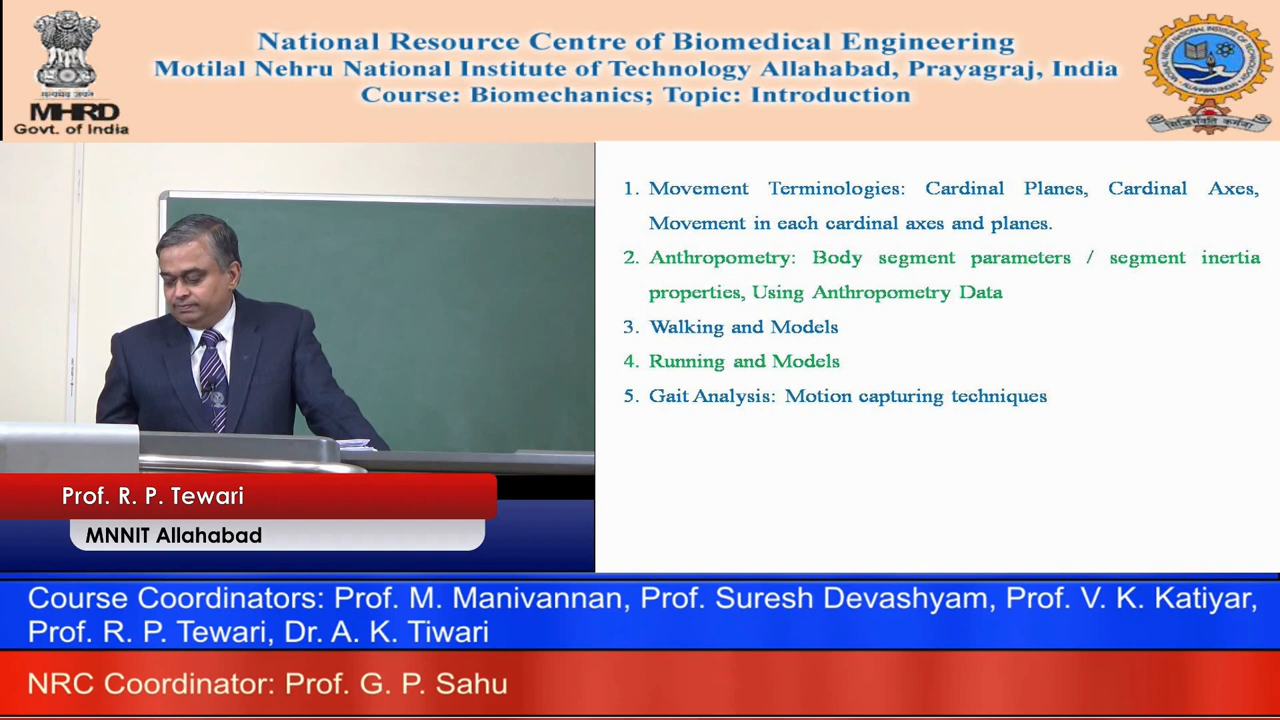 National Resource Centre of Biomedical Engineering
Motilal Nehru National Institute of Technology Allahabad, Prayagraj, India
Course: Biomechanics; Topic: Introduction
सत्यमेव जयते
MHRD
Govt. of India
1. Movement Terminologies: Cardinal Planes, Cardinal Axes,
Movement in each cardinal axes and planes.
2. Anthropometry: Body segment parameters / segment inertia
properties, Using Anthropometry Data
3. Walking and Models
4. Running and Models
5. Gait Analysis: Motion capturing techniques
Prof. R. P. Tewari
MNNIT Allahabad
Course Coordinators: Prof. M. Manivannan, Prof. Suresh Devashyam, Prof. V. K. Katiyar,
Prof. R. P. Tewari, Dr. A. K. Tiwari
NRC Coordinator: Prof. G. P. Sahu